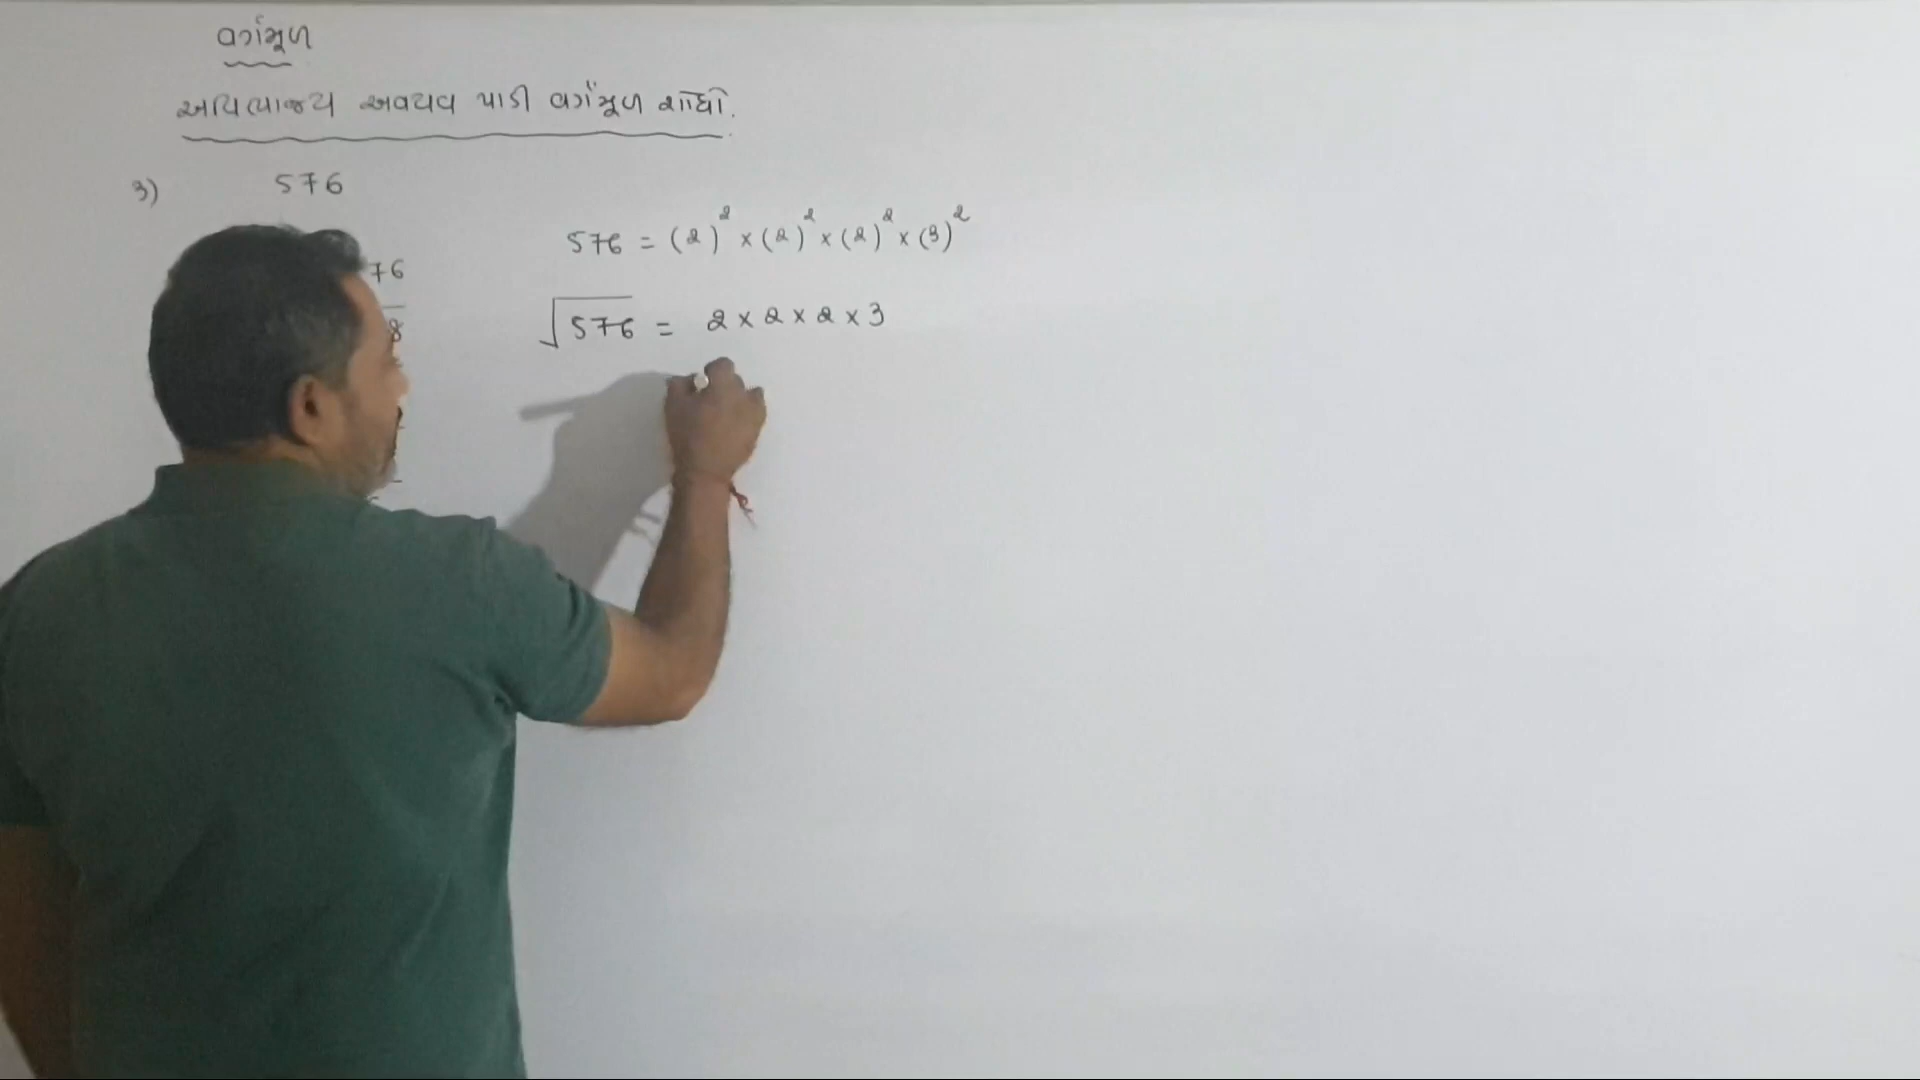 વર્ગમૂળ
અવિભાજ્ય અવયવ પાડી વર્ગમૂળ શોધો.
3) 576
76
8
576 = (2)² × (2)² × (2)² × (3)²
√576 = 2 × 2 × 2 × 3